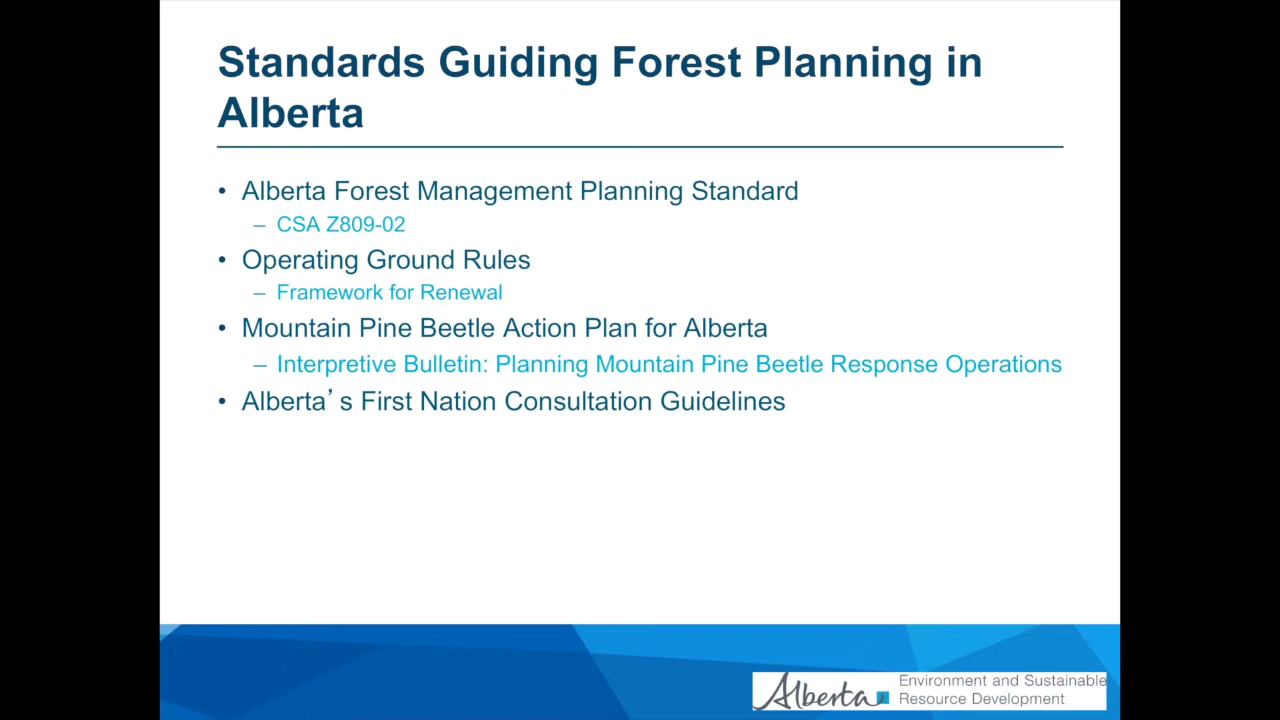 Standards Guiding Forest Planning in
Alberta
• Alberta Forest Management Planning Standard
– CSA Z809-02
• Operating Ground Rules
– Framework for Renewal
• Mountain Pine Beetle Action Plan for Alberta
– Interpretive Bulletin: Planning Mountain Pine Beetle Response Operations
• Alberta’s First Nation Consultation Guidelines
Alberta
Environment and Sustainable
Resource Development